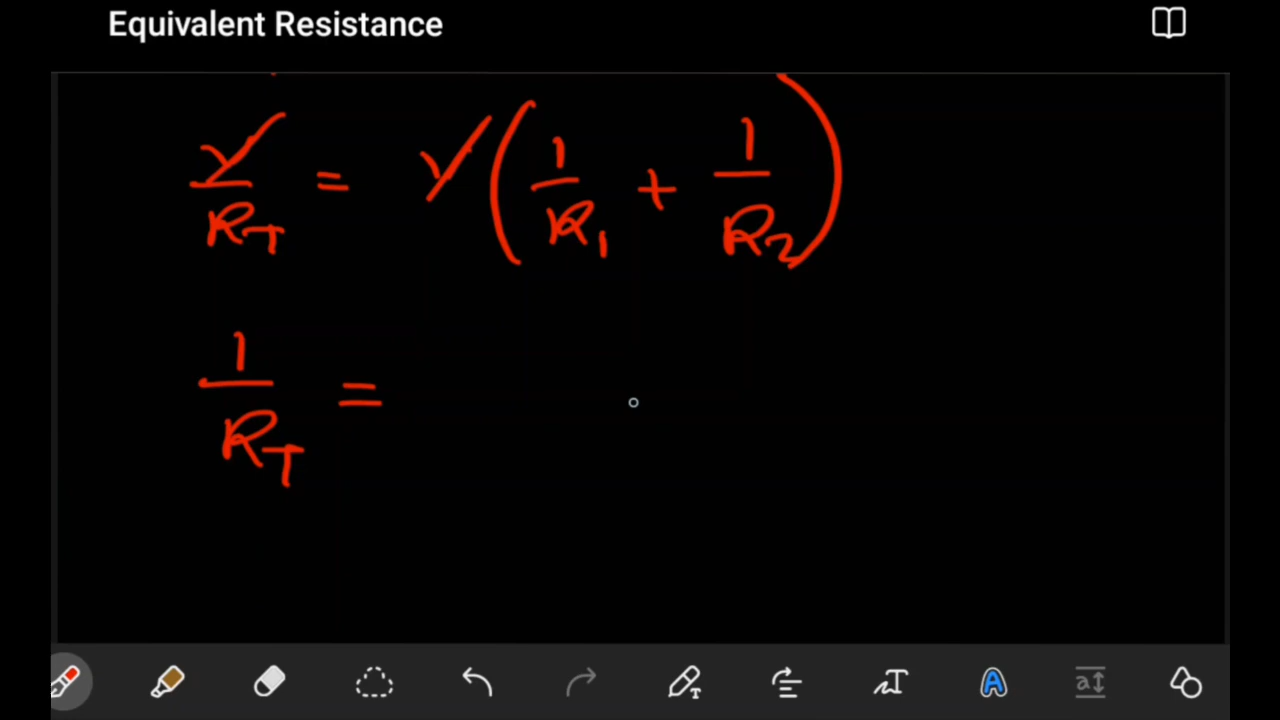 Equivalent Resistance
V/R_T = V(1/R_1 + 1/R_2)
1/R_T =